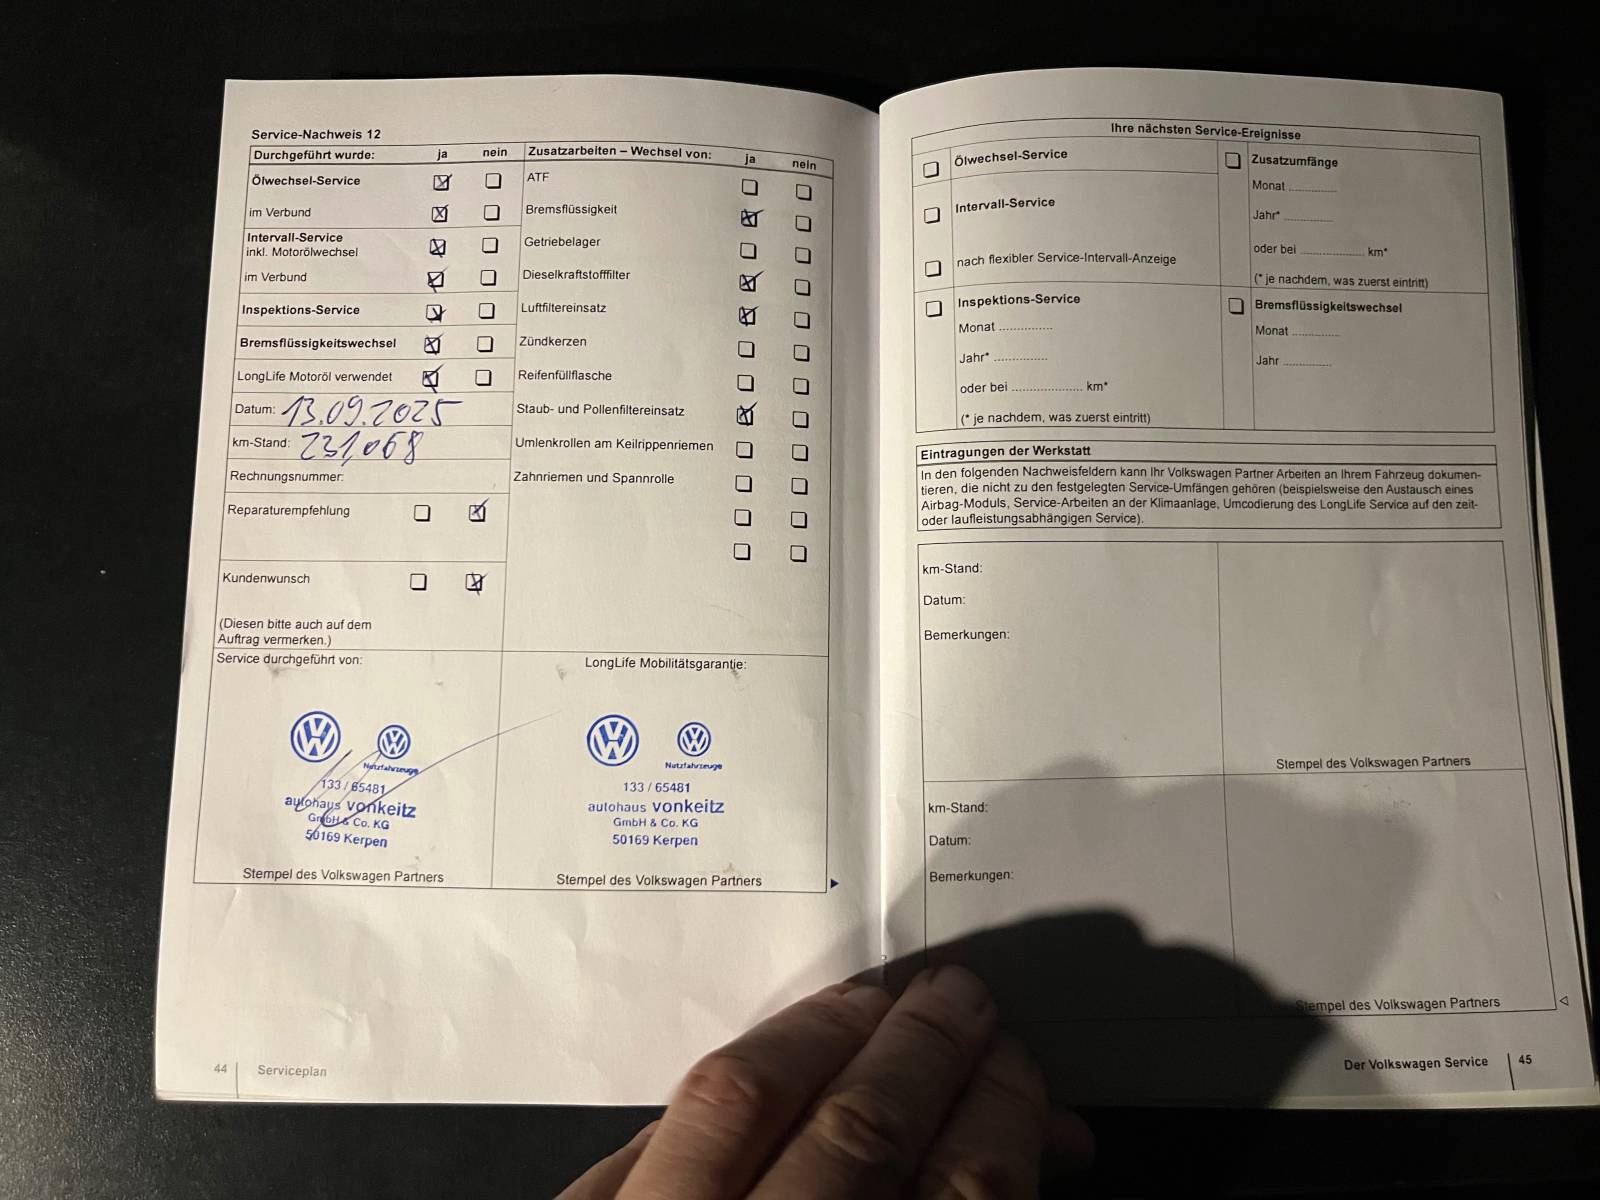 Service-Nachweis 12
Durchgeführt wurde: ja nein
Ölwechsel-Service
im Verbund
Intervall-Service
inkl. Motorölwechsel
im Verbund
Inspektions-Service
Bremsflüssigkeitswechsel
LongLife Motoröl verwendet
Datum: 13.09.2025
km-Stand: 231,068
Rechnungsnummer:
Reparaturempfehlung
Kundenwunsch
(Diesen bitte auch auf dem
Auftrag vermerken.)
Zusatzarbeiten – Wechsel von: ja nein
ATF
Bremsflüssigkeit
Getriebelager
Dieselkraftstofffilter
Luftfiltereinsatz
Zündkerzen
Reifenfüllflasche
Staub- und Pollenfiltereinsatz
Umlenkrollen am Keilrippenriemen
Zahnriemen und Spannrolle
Service durchgeführt von:
Nutzfahrzeuge
133 / 65481
autohaus vonkeitz
GmbH & Co. KG
50169 Kerpen
Stempel des Volkswagen Partners
LongLife Mobilitätsgarantie:
Nutzfahrzeuge
133 / 65481
autohaus vonkeitz
GmbH & Co. KG
50169 Kerpen
Stempel des Volkswagen Partners
44 Serviceplan
Ihre nächsten Service-Ereignisse
Ölwechsel-Service
Intervall-Service
nach flexibler Service-Intervall-Anzeige
Inspektions-Service
Monat ...............
Jahr* ...............
oder bei .................... km*
(* je nachdem, was zuerst eintritt)
Zusatzumfänge
Monat ..............
Jahr* ..............
oder bei .................. km*
(* je nachdem, was zuerst eintritt)
Bremsflüssigkeitswechsel
Monat ..............
Jahr ..............
Eintragungen der Werkstatt
In den folgenden Nachweisfeldern kann Ihr Volkswagen Partner Arbeiten an Ihrem Fahrzeug dokumen-
tieren, die nicht zu den festgelegten Service-Umfängen gehören (beispielsweise den Austausch eines
Airbag-Moduls, Service-Arbeiten an der Klimaanlage, Umcodierung des LongLife Service auf den zeit-
oder laufleistungsabhängigen Service).
km-Stand:
Datum:
Bemerkungen:
Stempel des Volkswagen Partners
km-Stand:
Datum:
Bemerkungen:
Stempel des Volkswagen Partners
Der Volkswagen Service 45